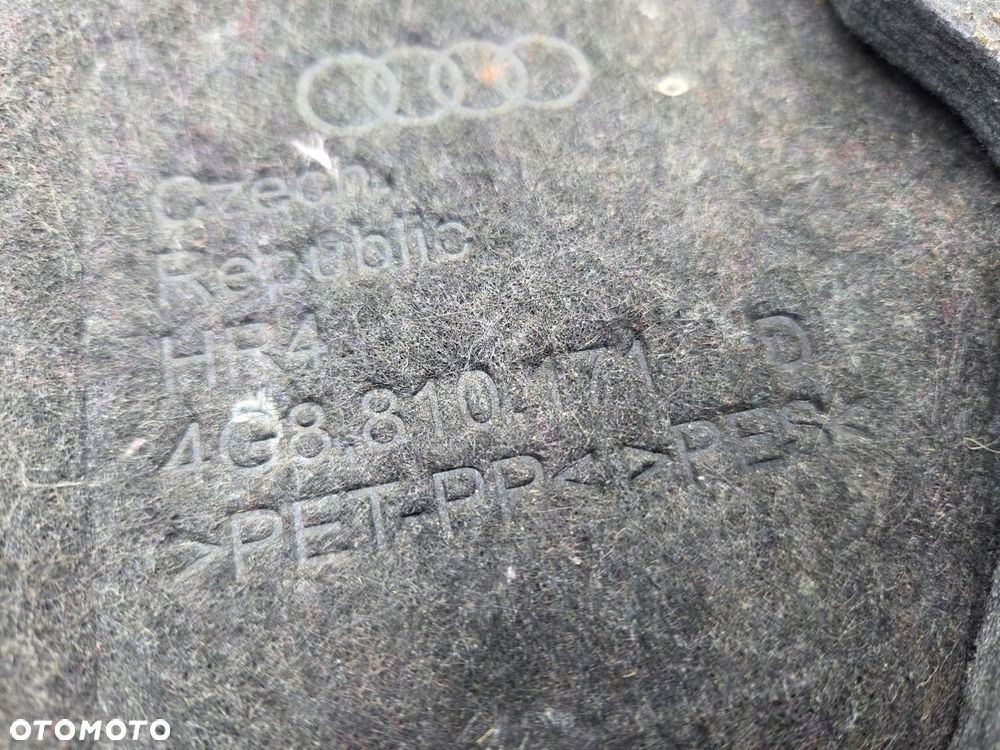 Czech
Republic
HR4
4G8.810.171 D
>PET-PP<>PES<
OTOMOTO